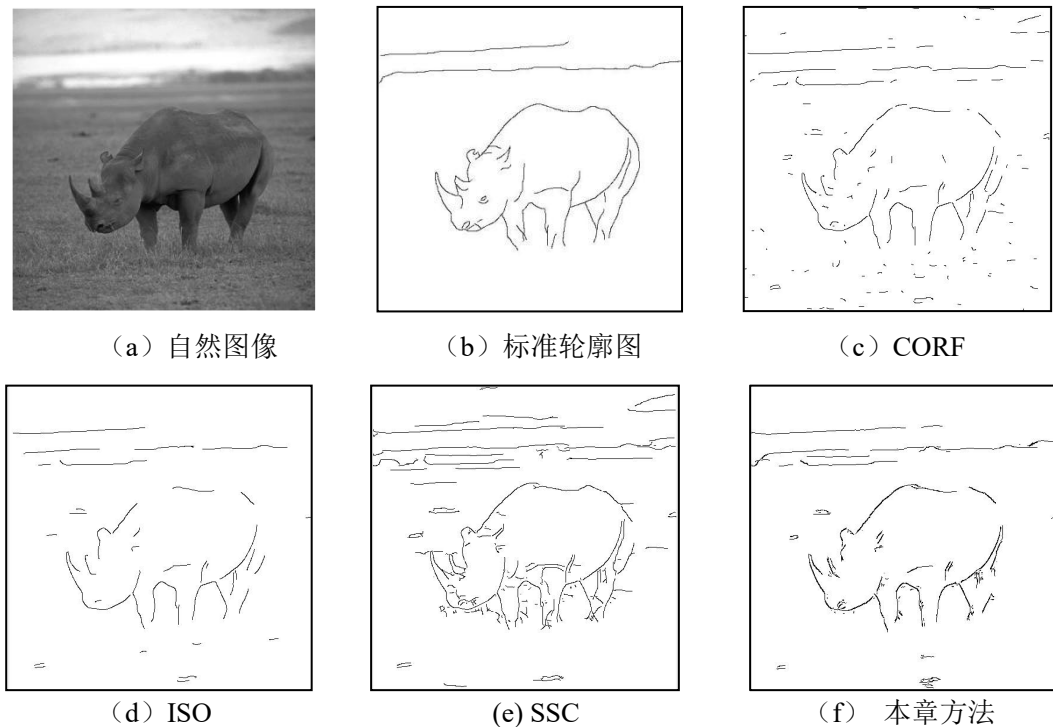 （a）自然图像
（b）标准轮廓图
（c）CORF
（d）ISO
(e) SSC
（f） 本章方法